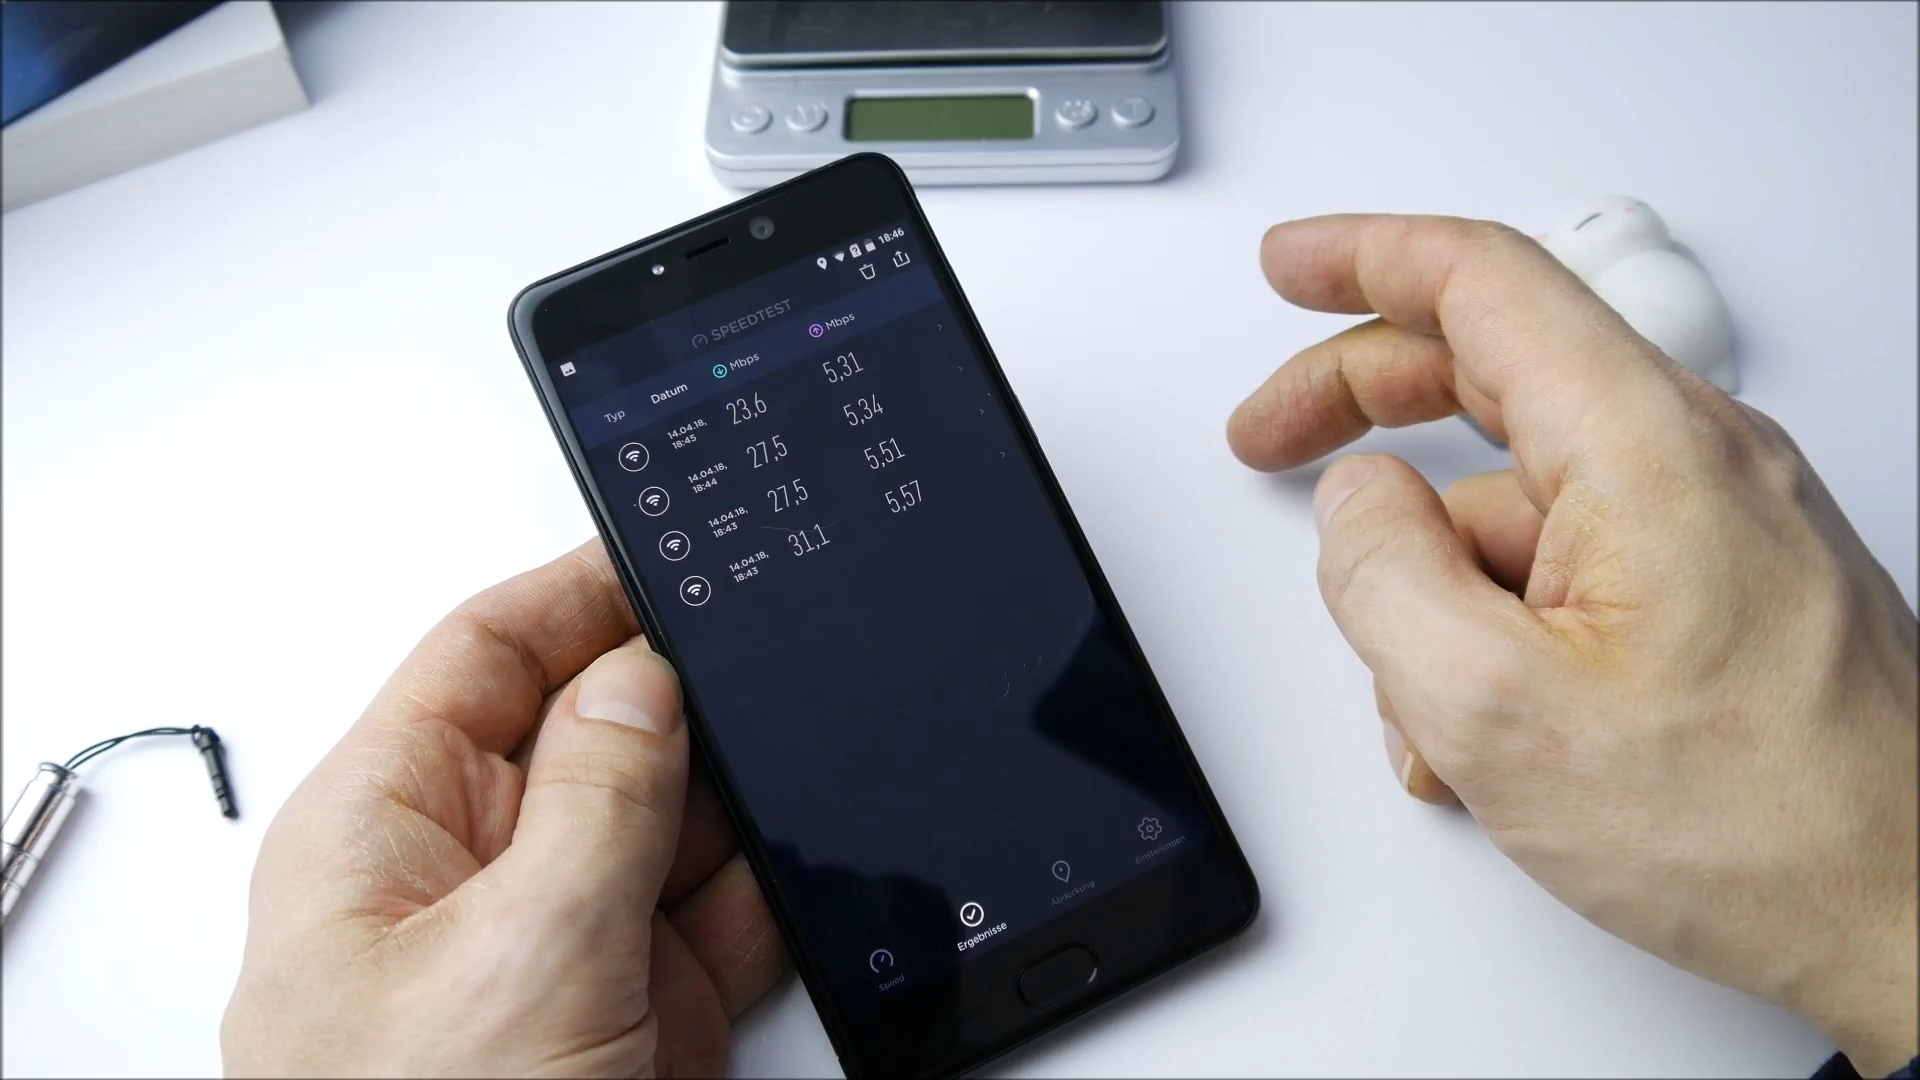 18:46
SPEEDTEST
Typ Datum Mbps Mbps
14.04.18, 18:45 23,6 5,31
14.04.18, 18:44 27,5 5,34
14.04.18, 18:43 27,5 5,51
14.04.18, 18:43 31,1 5,57
Speed Ergebnisse Abdeckung Einstellungen